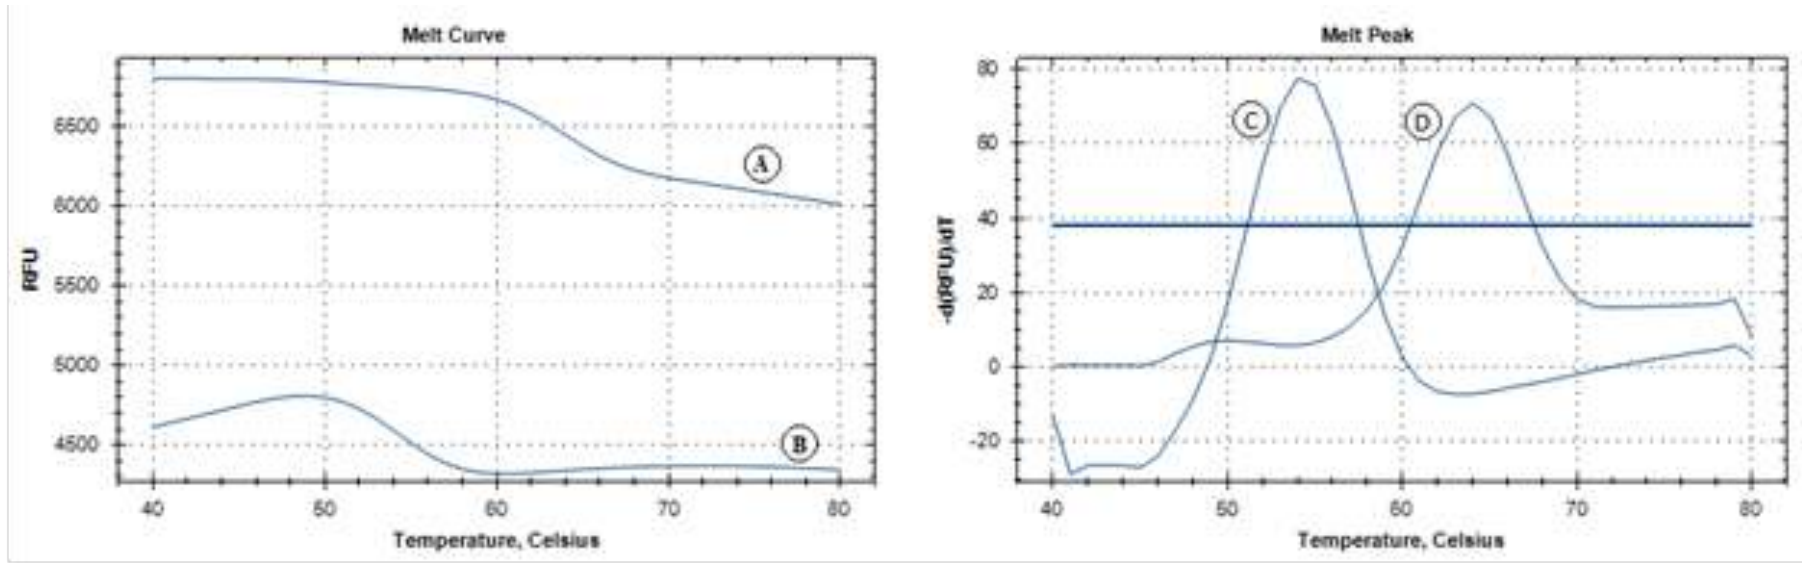 Melt Curve
6500
6000
5500
5000
4500
RFU
40 50 60 70 80
Temperature, Celsius
A
B
Melt Peak
80
60
40
20
0
-20
-d(RFU)/dT
40 50 60 70 80
Temperature, Celsius
C
D